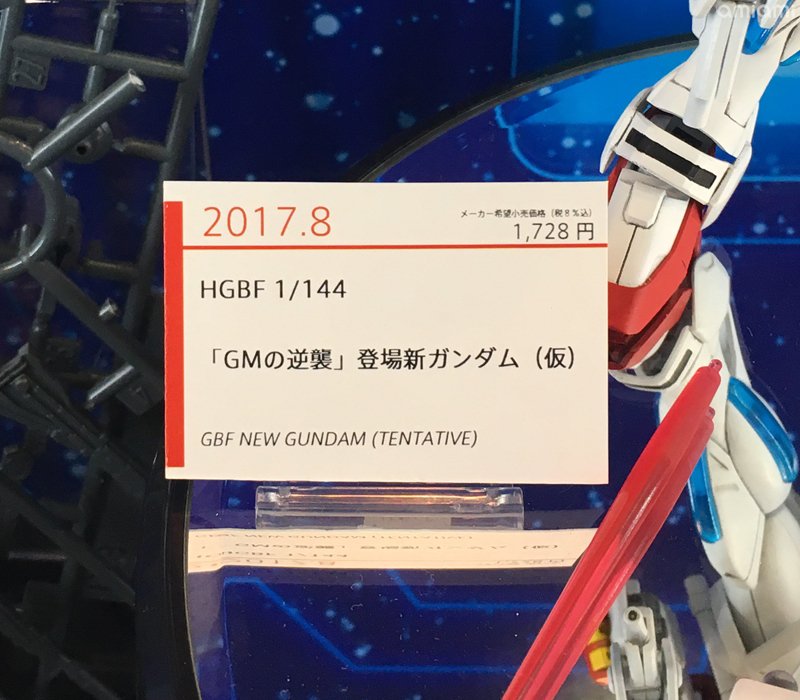 amiami
2017.8
メーカー希望小売価格（税８％込）
1,728 円
HGBF 1/144
「GMの逆襲」登場新ガンダム（仮）
GBF NEW GUNDAM (TENTATIVE)